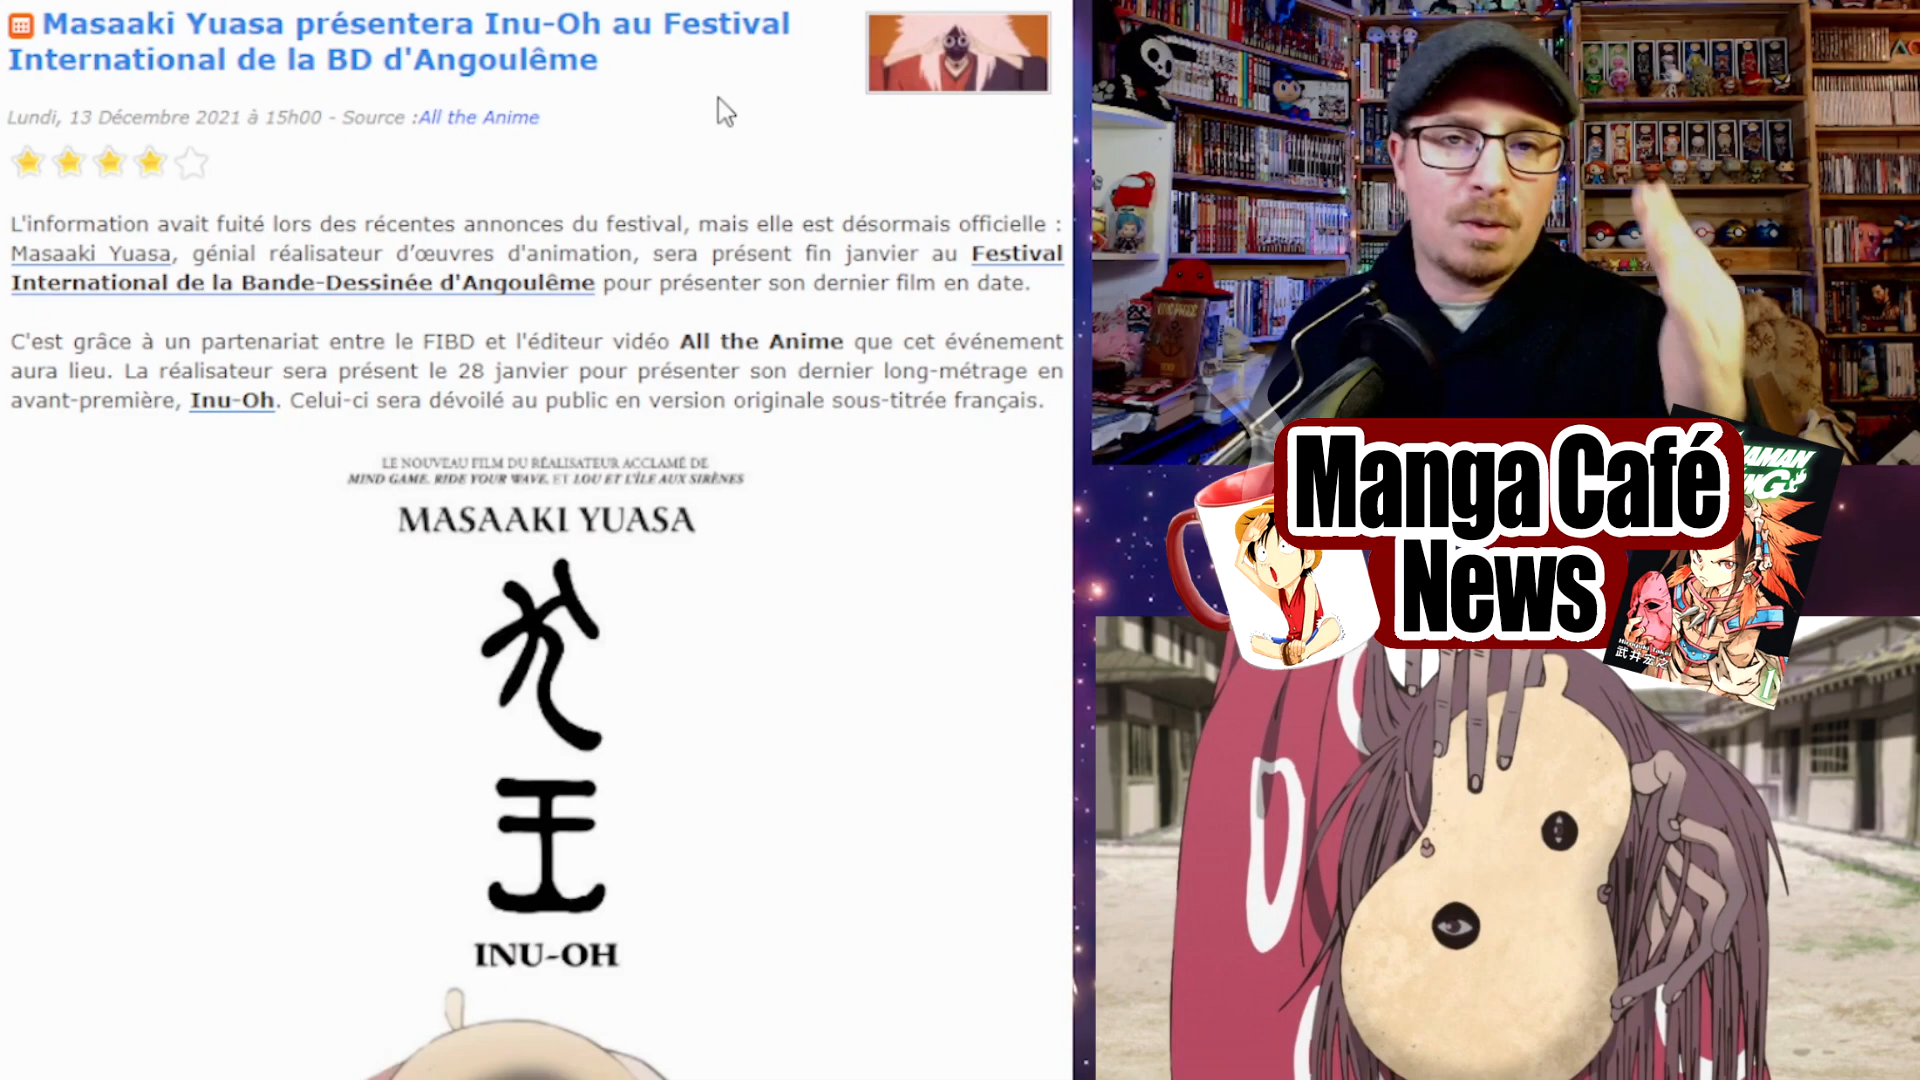 Masaaki Yuasa présentera Inu-Oh au Festival
International de la BD d'Angoulême
Lundi, 13 Décembre 2021 à 15h00 - Source :All the Anime
L'information avait fuité lors des récentes annonces du festival, mais elle est désormais officielle :
Masaaki Yuasa, génial réalisateur d’œuvres d'animation, sera présent fin janvier au Festival
International de la Bande-Dessinée d'Angoulême pour présenter son dernier film en date.
C'est grâce à un partenariat entre le FIBD et l'éditeur vidéo All the Anime que cet événement
aura lieu. La réalisateur sera présent le 28 janvier pour présenter son dernier long-métrage en
avant-première, Inu-Oh. Celui-ci sera dévoilé au public en version originale sous-titrée français.
LE NOUVEAU FILM DU RÉALISATEUR ACCLAMÉ DE
MIND GAME, RIDE YOUR WAVE, ET LOU ET L'ÎLE AUX SIRÈNES
MASAAKI YUASA
犬
王
INU-OH
Manga Café
News
武井宏之
1